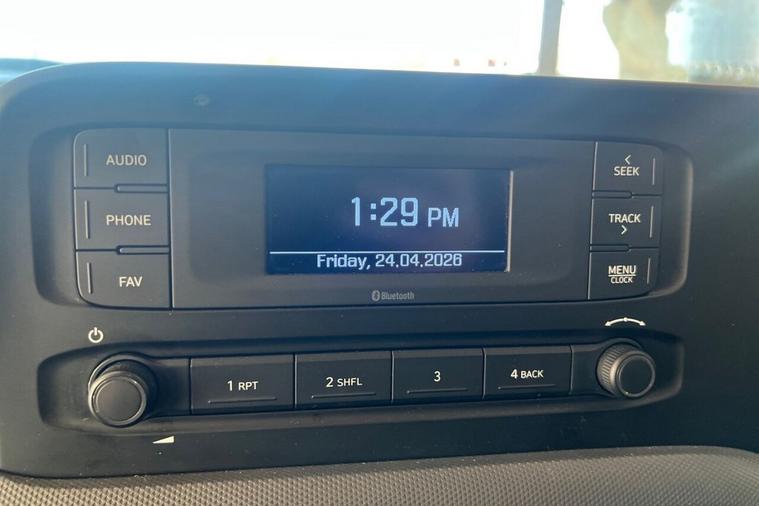 AUDIO
PHONE
FAV
1:29 PM
Friday, 24.04.2026
Bluetooth
< SEEK
TRACK >
MENU
CLOCK
1 RPT
2 SHFL
3
4 BACK